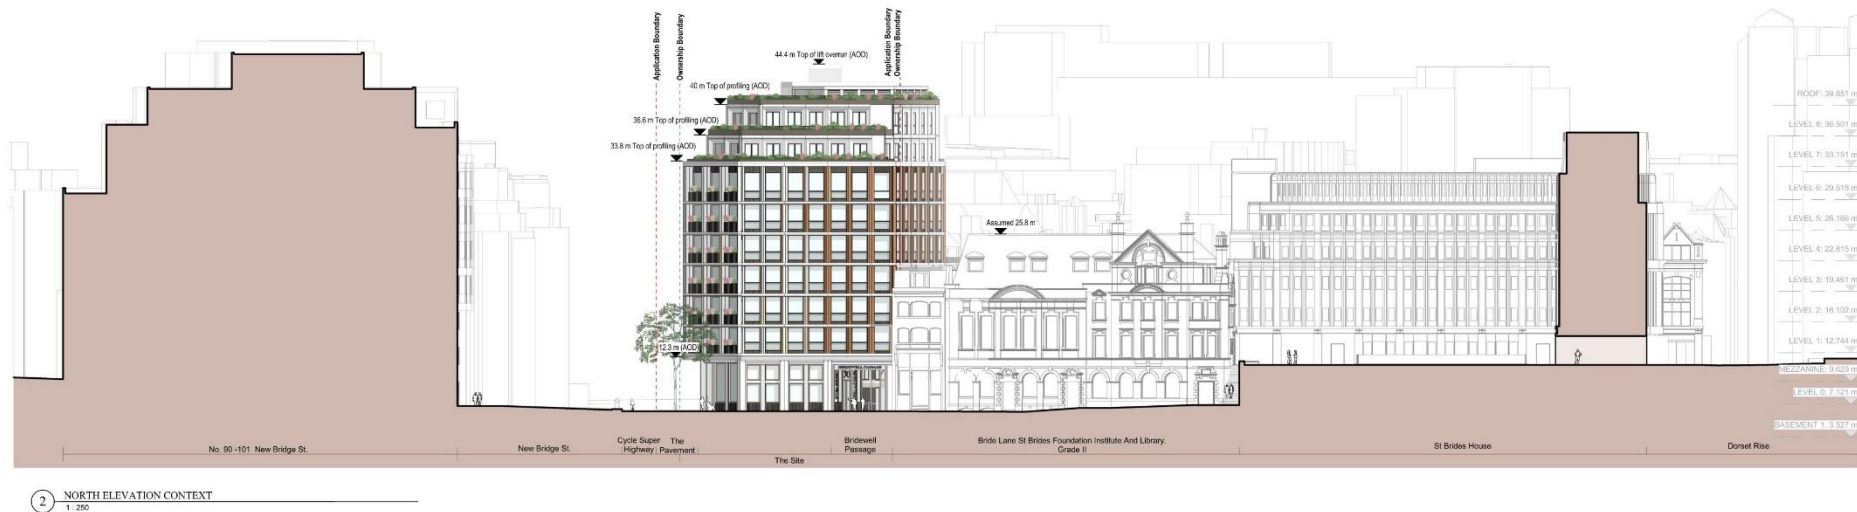 Application Boundary
Ownership Boundary
Application Boundary
Ownership Boundary
44.4 m Top of lift overrun (AOD)
40 m Top of profiling (AOD)
36.6 m Top of profiling (AOD)
33.8 m Top of profiling (AOD)
Assumed 25.8 m
12.3 m (AOD)
BRIDEWELL PASSAGE
ROOF: 39.851 m
LEVEL 8: 36.501 m
LEVEL 7: 33.151 m
LEVEL 6: 29.518 m
LEVEL 5: 26.166 m
LEVEL 4: 22.815 m
LEVEL 3: 19.461 m
LEVEL 2: 16.102 m
LEVEL 1: 12.744 m
MEZZANINE: 9.629 m
LEVEL 0: 7.121 m
BASEMENT 1: 3.527 m
No. 90 -101 New Bridge St.
New Bridge St.
Cycle Super
Highway
The
Pavement
The Site
Bridewell
Passage
Bride Lane St Brides Foundation Institute And Library.
Grade II
St Brides House
Dorset Rise
2
NORTH ELEVATION CONTEXT
1 : 250